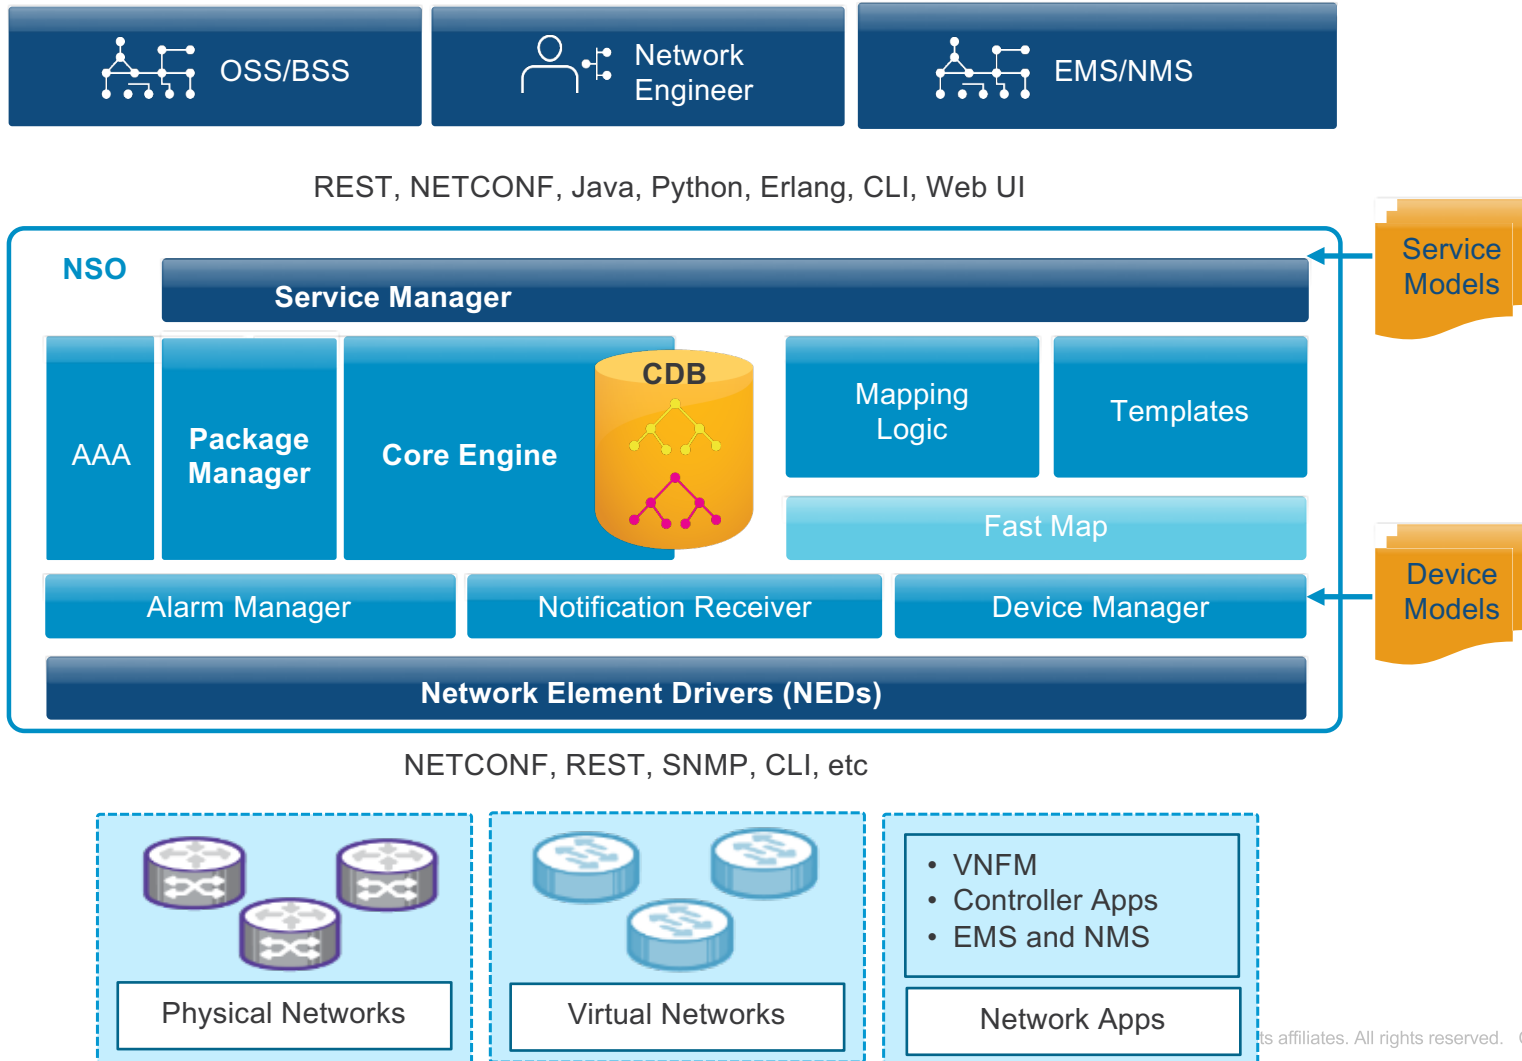 OSS/BSS
Network
Engineer
EMS/NMS
REST, NETCONF, Java, Python, Erlang, CLI, Web UI
NSO
Service Manager
Service
Models
AAA
Package
Manager
Core Engine
CDB
Mapping
Logic
Templates
Fast Map
Alarm Manager
Notification Receiver
Device Manager
Device
Models
Network Element Drivers (NEDs)
NETCONF, REST, SNMP, CLI, etc
Physical Networks
Virtual Networks
• VNFM
• Controller Apps
• EMS and NMS
Network Apps
affiliates. All rights reserved.